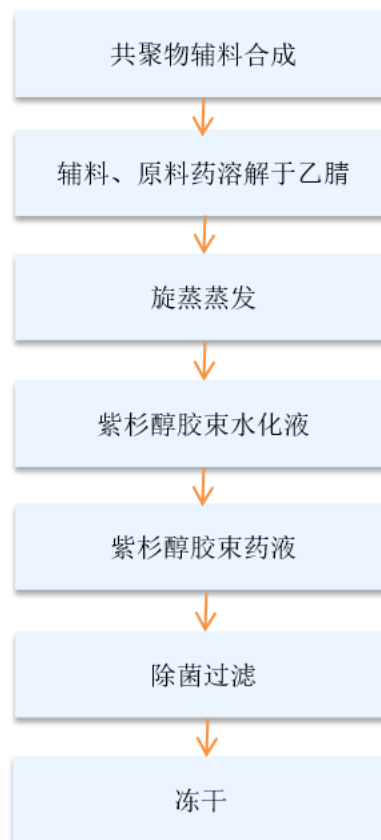 共聚物辅料合成
辅料、原料药溶解于乙腈
旋蒸蒸发
紫杉醇胶束水化液
紫杉醇胶束药液
除菌过滤
冻干